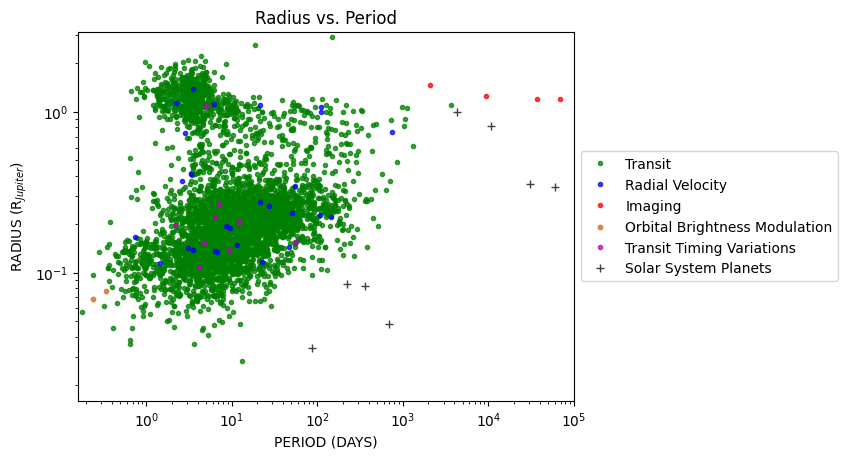 Radius vs. Period
RADIUS (R_Jupiter)
10^0
10^-1
10^0
10^1
10^2
10^3
10^4
10^5
PERIOD (DAYS)
Transit
Radial Velocity
Imaging
Orbital Brightness Modulation
Transit Timing Variations
Solar System Planets